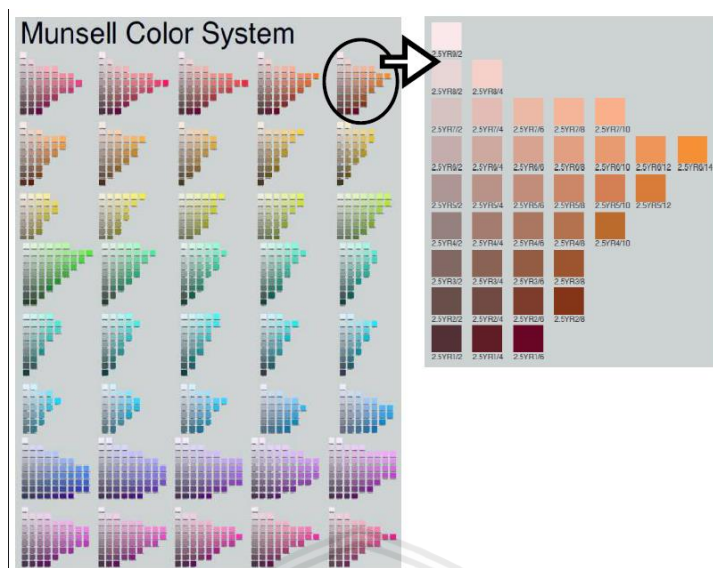 Munsell Color System
2.5YR9/2
2.5YR8/2 2.5YR8/4
2.5YR7/2 2.5YR7/4 2.5YR7/6 2.5YR7/8 2.5YR7/10
2.5YR6/2 2.5YR6/4 2.5YR6/6 2.5YR6/8 2.5YR6/10 2.5YR6/12 2.5YR6/14
2.5YR5/2 2.5YR5/4 2.5YR5/6 2.5YR5/8 2.5YR5/10 2.5YR5/12
2.5YR4/2 2.5YR4/4 2.5YR4/6 2.5YR4/8 2.5YR4/10
2.5YR3/2 2.5YR3/4 2.5YR3/6 2.5YR3/8
2.5YR2/2 2.5YR2/4 2.5YR2/6 2.5YR2/8
2.5YR1/2 2.5YR1/4 2.5YR1/6